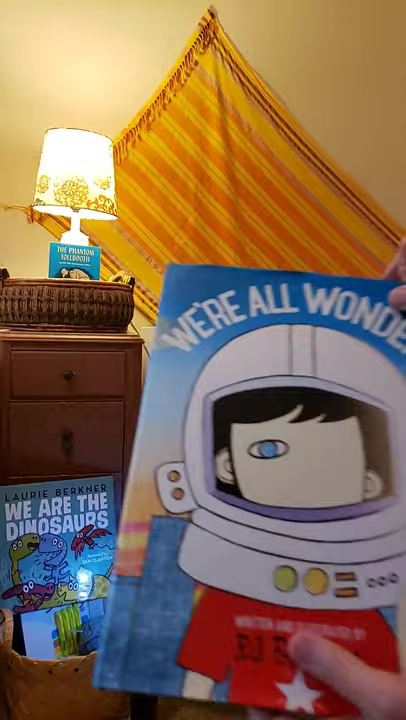 THE PHANTOM
TOLLBOOTH
WE'RE ALL WONDE
LAURIE BERKNER
WE ARE THE
DINOSAURS
WRITTEN AND ILLUSTRATED BY